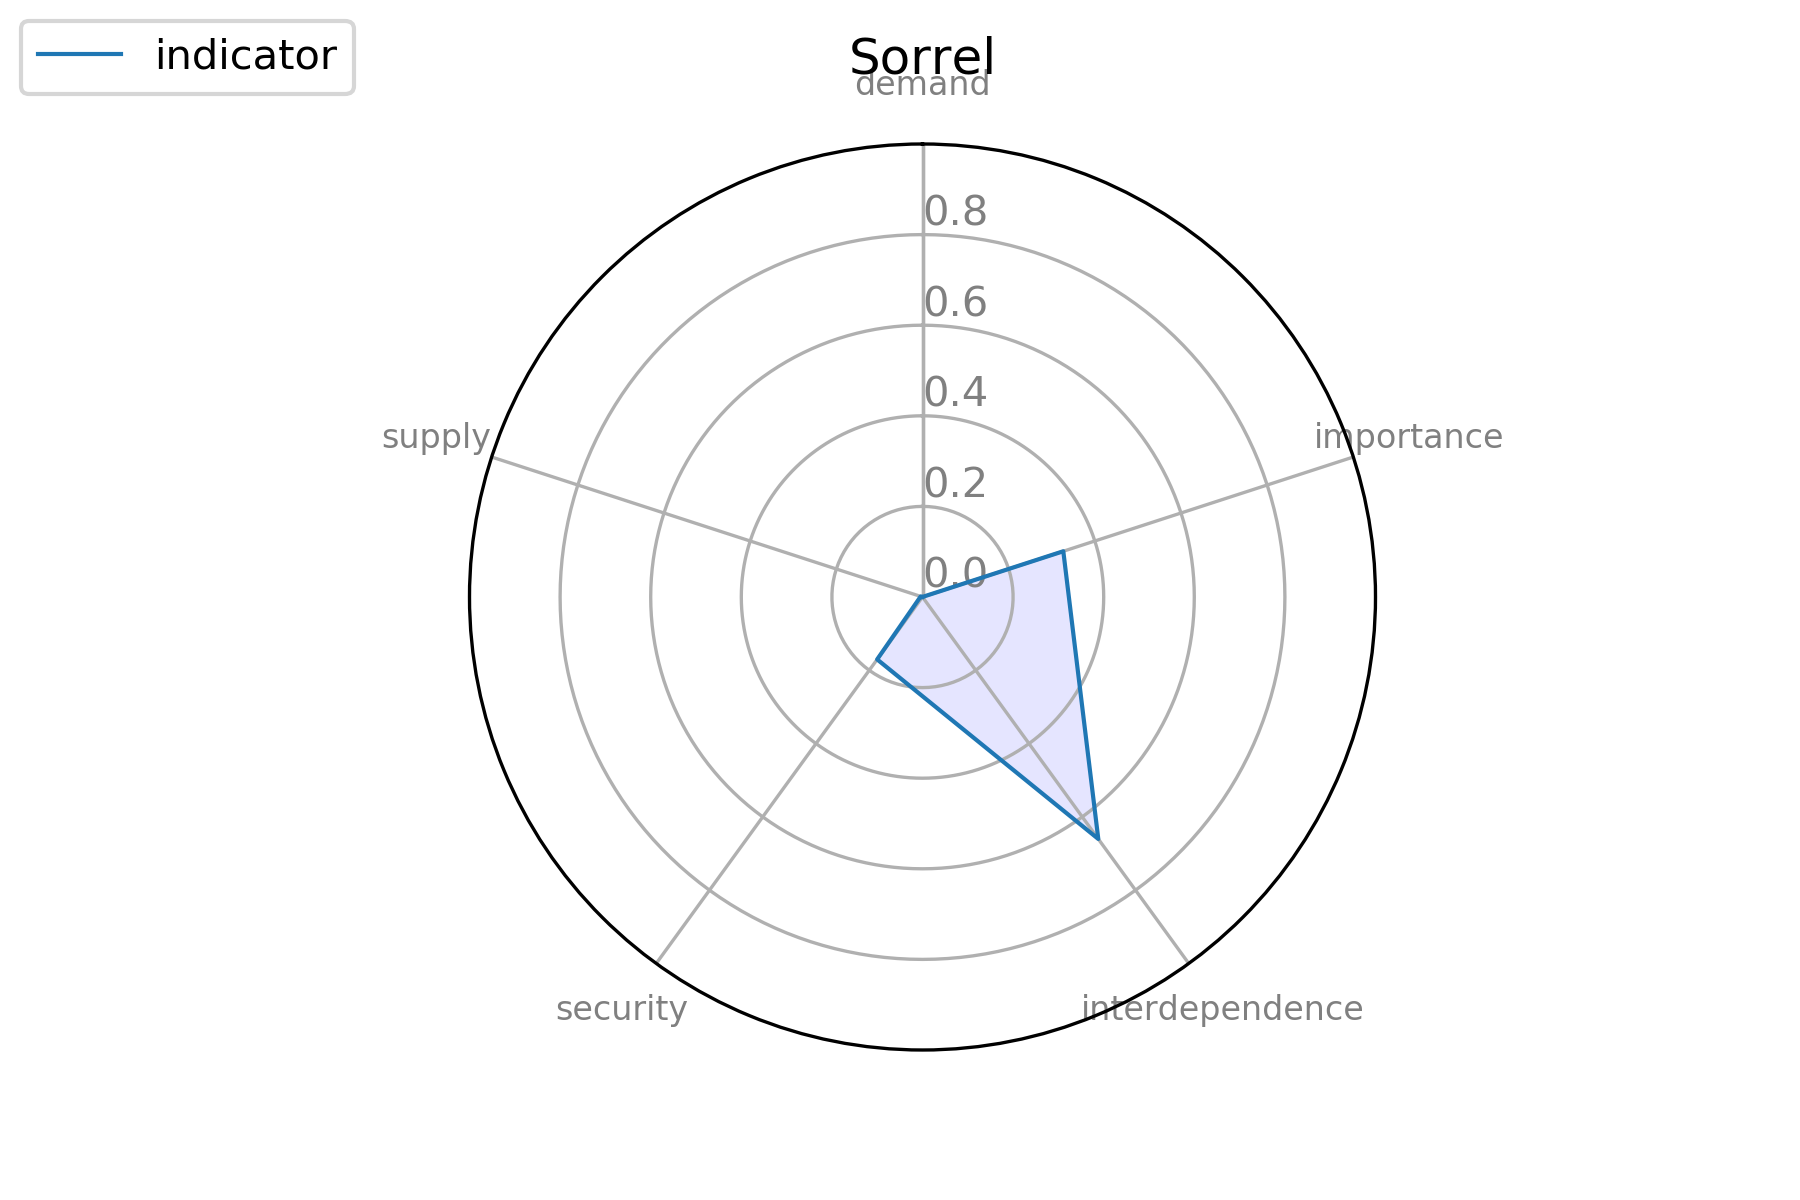 indicator
Sorrel
demand
0.8
0.6
0.4
supply
importance
0.2
0.0
security
interdependence